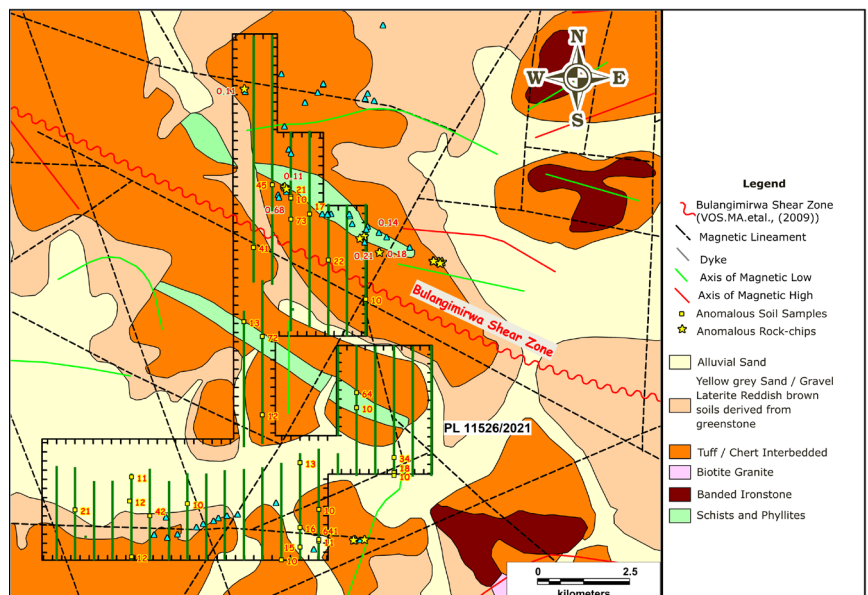 N
W E
S
0.11
0.11
45
21
10
0.68
17
73
0.14
41
0.21
0.18
22
10
Bulangimirwa Shear Zone
13
72
64
10
12
PL 11526/2021
34
18
10
13
11
12
21
42
10
10
16
641
11
15
12
10
0 2.5
kilometers
Legend
Bulangimirwa Shear Zone
(VOS.MA.etal., (2009))
Magnetic Lineament
Dyke
Axis of Magnetic Low
Axis of Magnetic High
Anomalous Soil Samples
Anomalous Rock-chips
Alluvial Sand
Yellow grey Sand / Gravel
Laterite Reddish brown
soils derived from
greenstone
Tuff / Chert Interbedded
Biotite Granite
Banded Ironstone
Schists and Phyllites